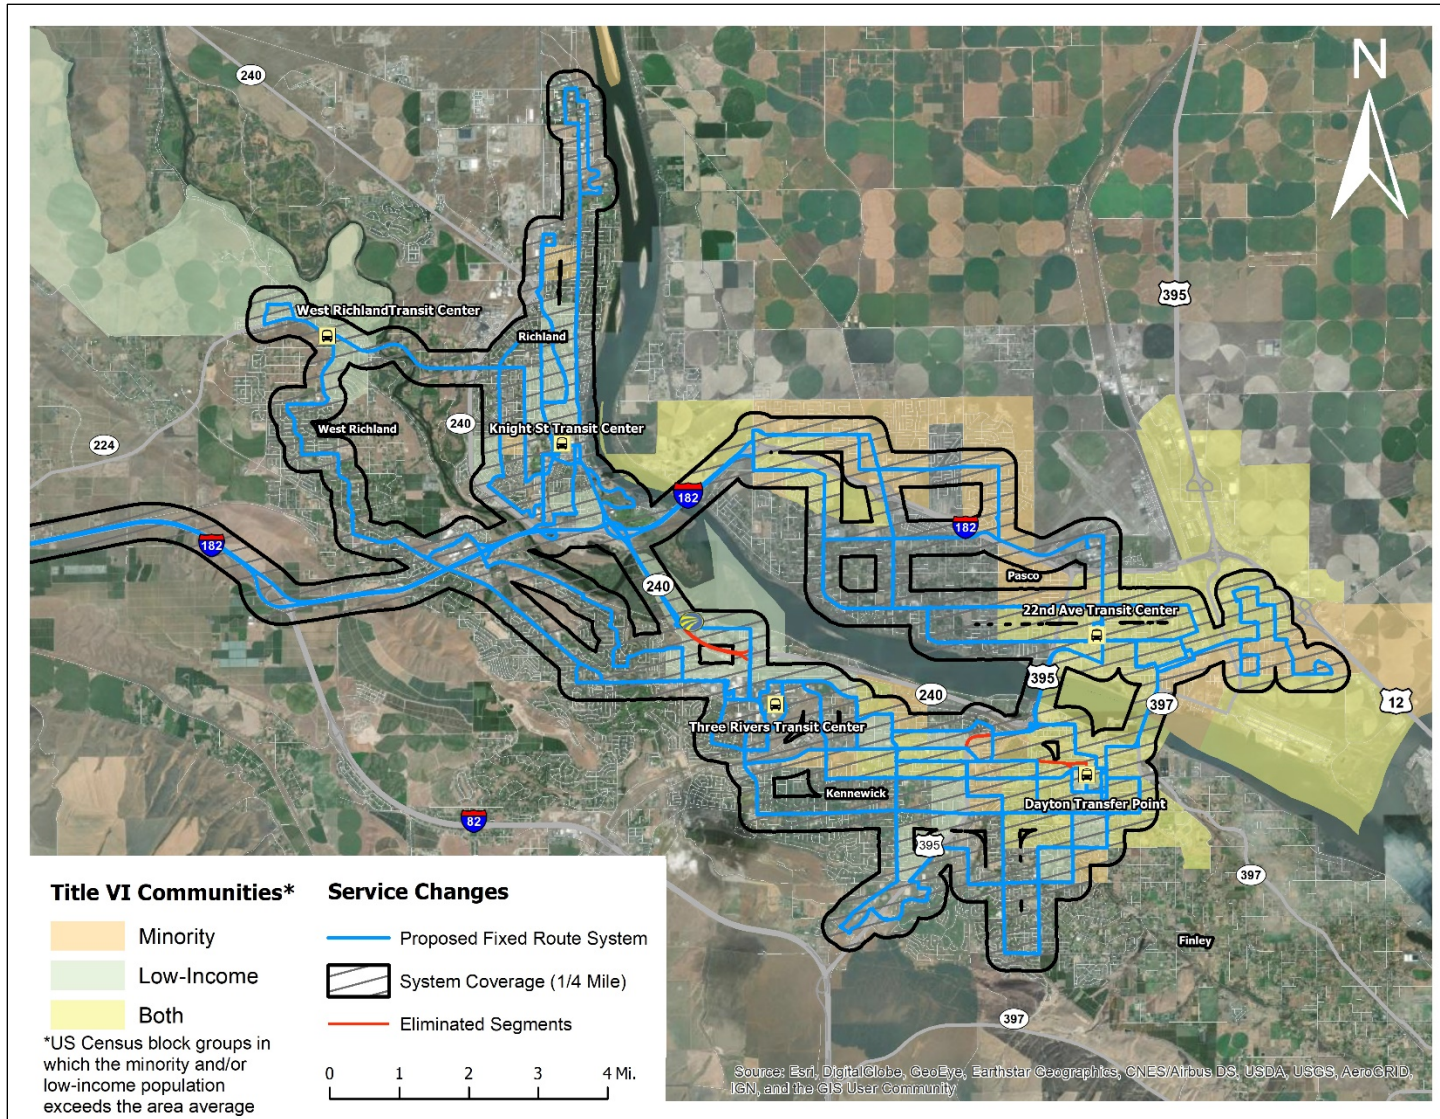 N
240
395
West RichlandTransit Center
Richland
West Richland
240
Knight St Transit Center
224
182
182
182
Pasco
240
22nd Ave Transit Center
395
240
397
12
Three Rivers Transit Center
Kennewick
Dayton Transfer Point
82
395
397
Finley
397
Title VI Communities*
Minority
Low-Income
Both
*US Census block groups in
which the minority and/or
low-income population
exceeds the area average
Service Changes
Proposed Fixed Route System
System Coverage (1/4 Mile)
Eliminated Segments
0 1 2 3 4 Mi.
Source: Esri, DigitalGlobe, GeoEye, Earthstar Geographics, CNES/Airbus DS, USDA, USGS, AeroGRID,
IGN, and the GIS User Community